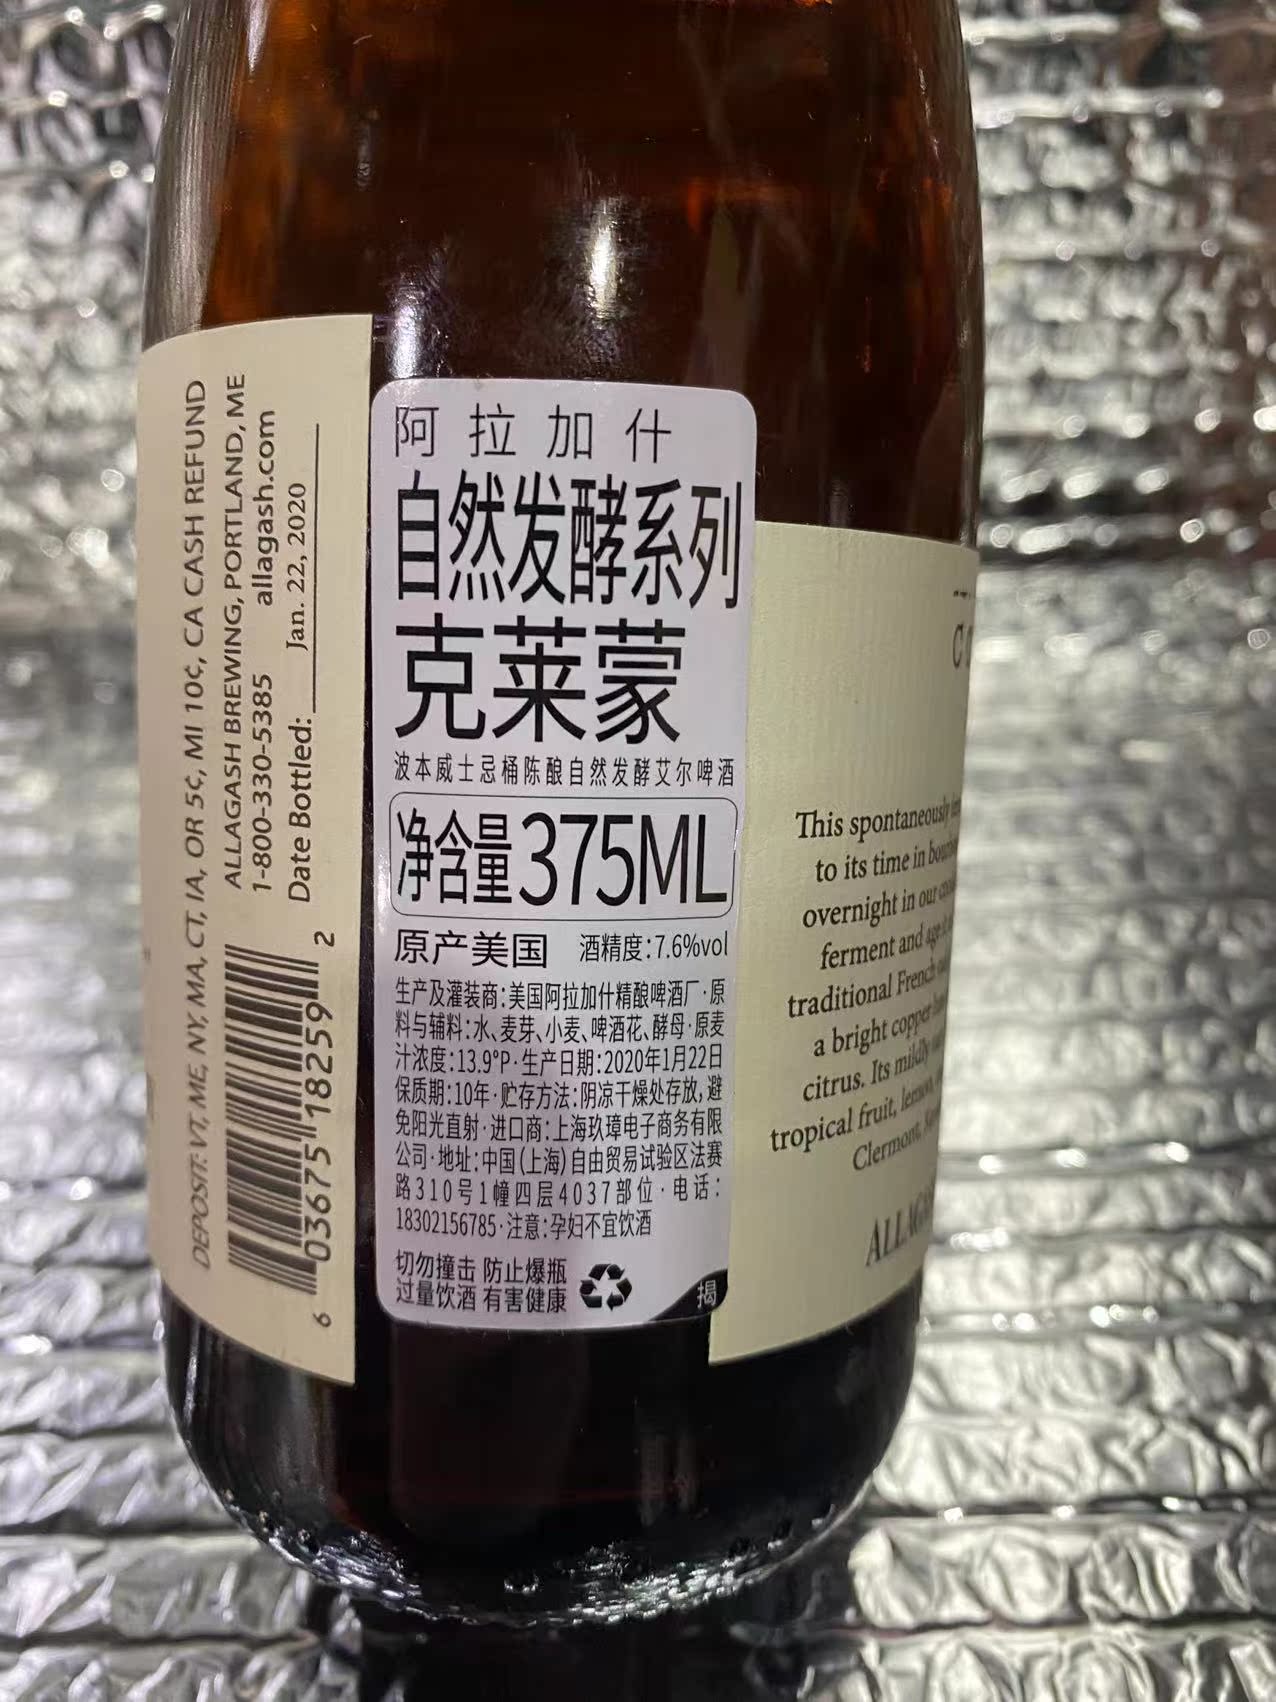 DEPOSIT: VT, ME, NY, MA, CT, IA, OR 5¢, MI 10¢, CA CASH REFUND
ALLAGASH BREWING, PORTLAND, ME
1-800-330-5385 allagash.com
Date Bottled: Jan. 22, 2020
6 03675 18259 2
阿拉加什
自然发酵系列
克莱蒙
波本威士忌桶陈酿自然发酵艾尔啤酒
净含量375ML
原产美国 酒精度:7.6%vol
生产及灌装商:美国阿拉加什精酿啤酒厂·原
料与辅料:水、麦芽、小麦、啤酒花、酵母·原麦
汁浓度:13.9°P·生产日期:2020年1月22日
保质期:10年·贮存方法:阴凉干燥处存放,避
免阳光直射·进口商:上海玖璋电子商务有限
公司·地址:中国(上海)自由贸易试验区法赛
路310号1幢四层4037部位·电话:
18302156785·注意:孕妇不宜饮酒
切勿撞击 防止爆瓶
过量饮酒 有害健康
揭
This spontaneously
to its time in
overnight in our
ferment and age
traditional French
a bright copper
citrus. Its mildly
tropical fruit, lemon,
Clermont,